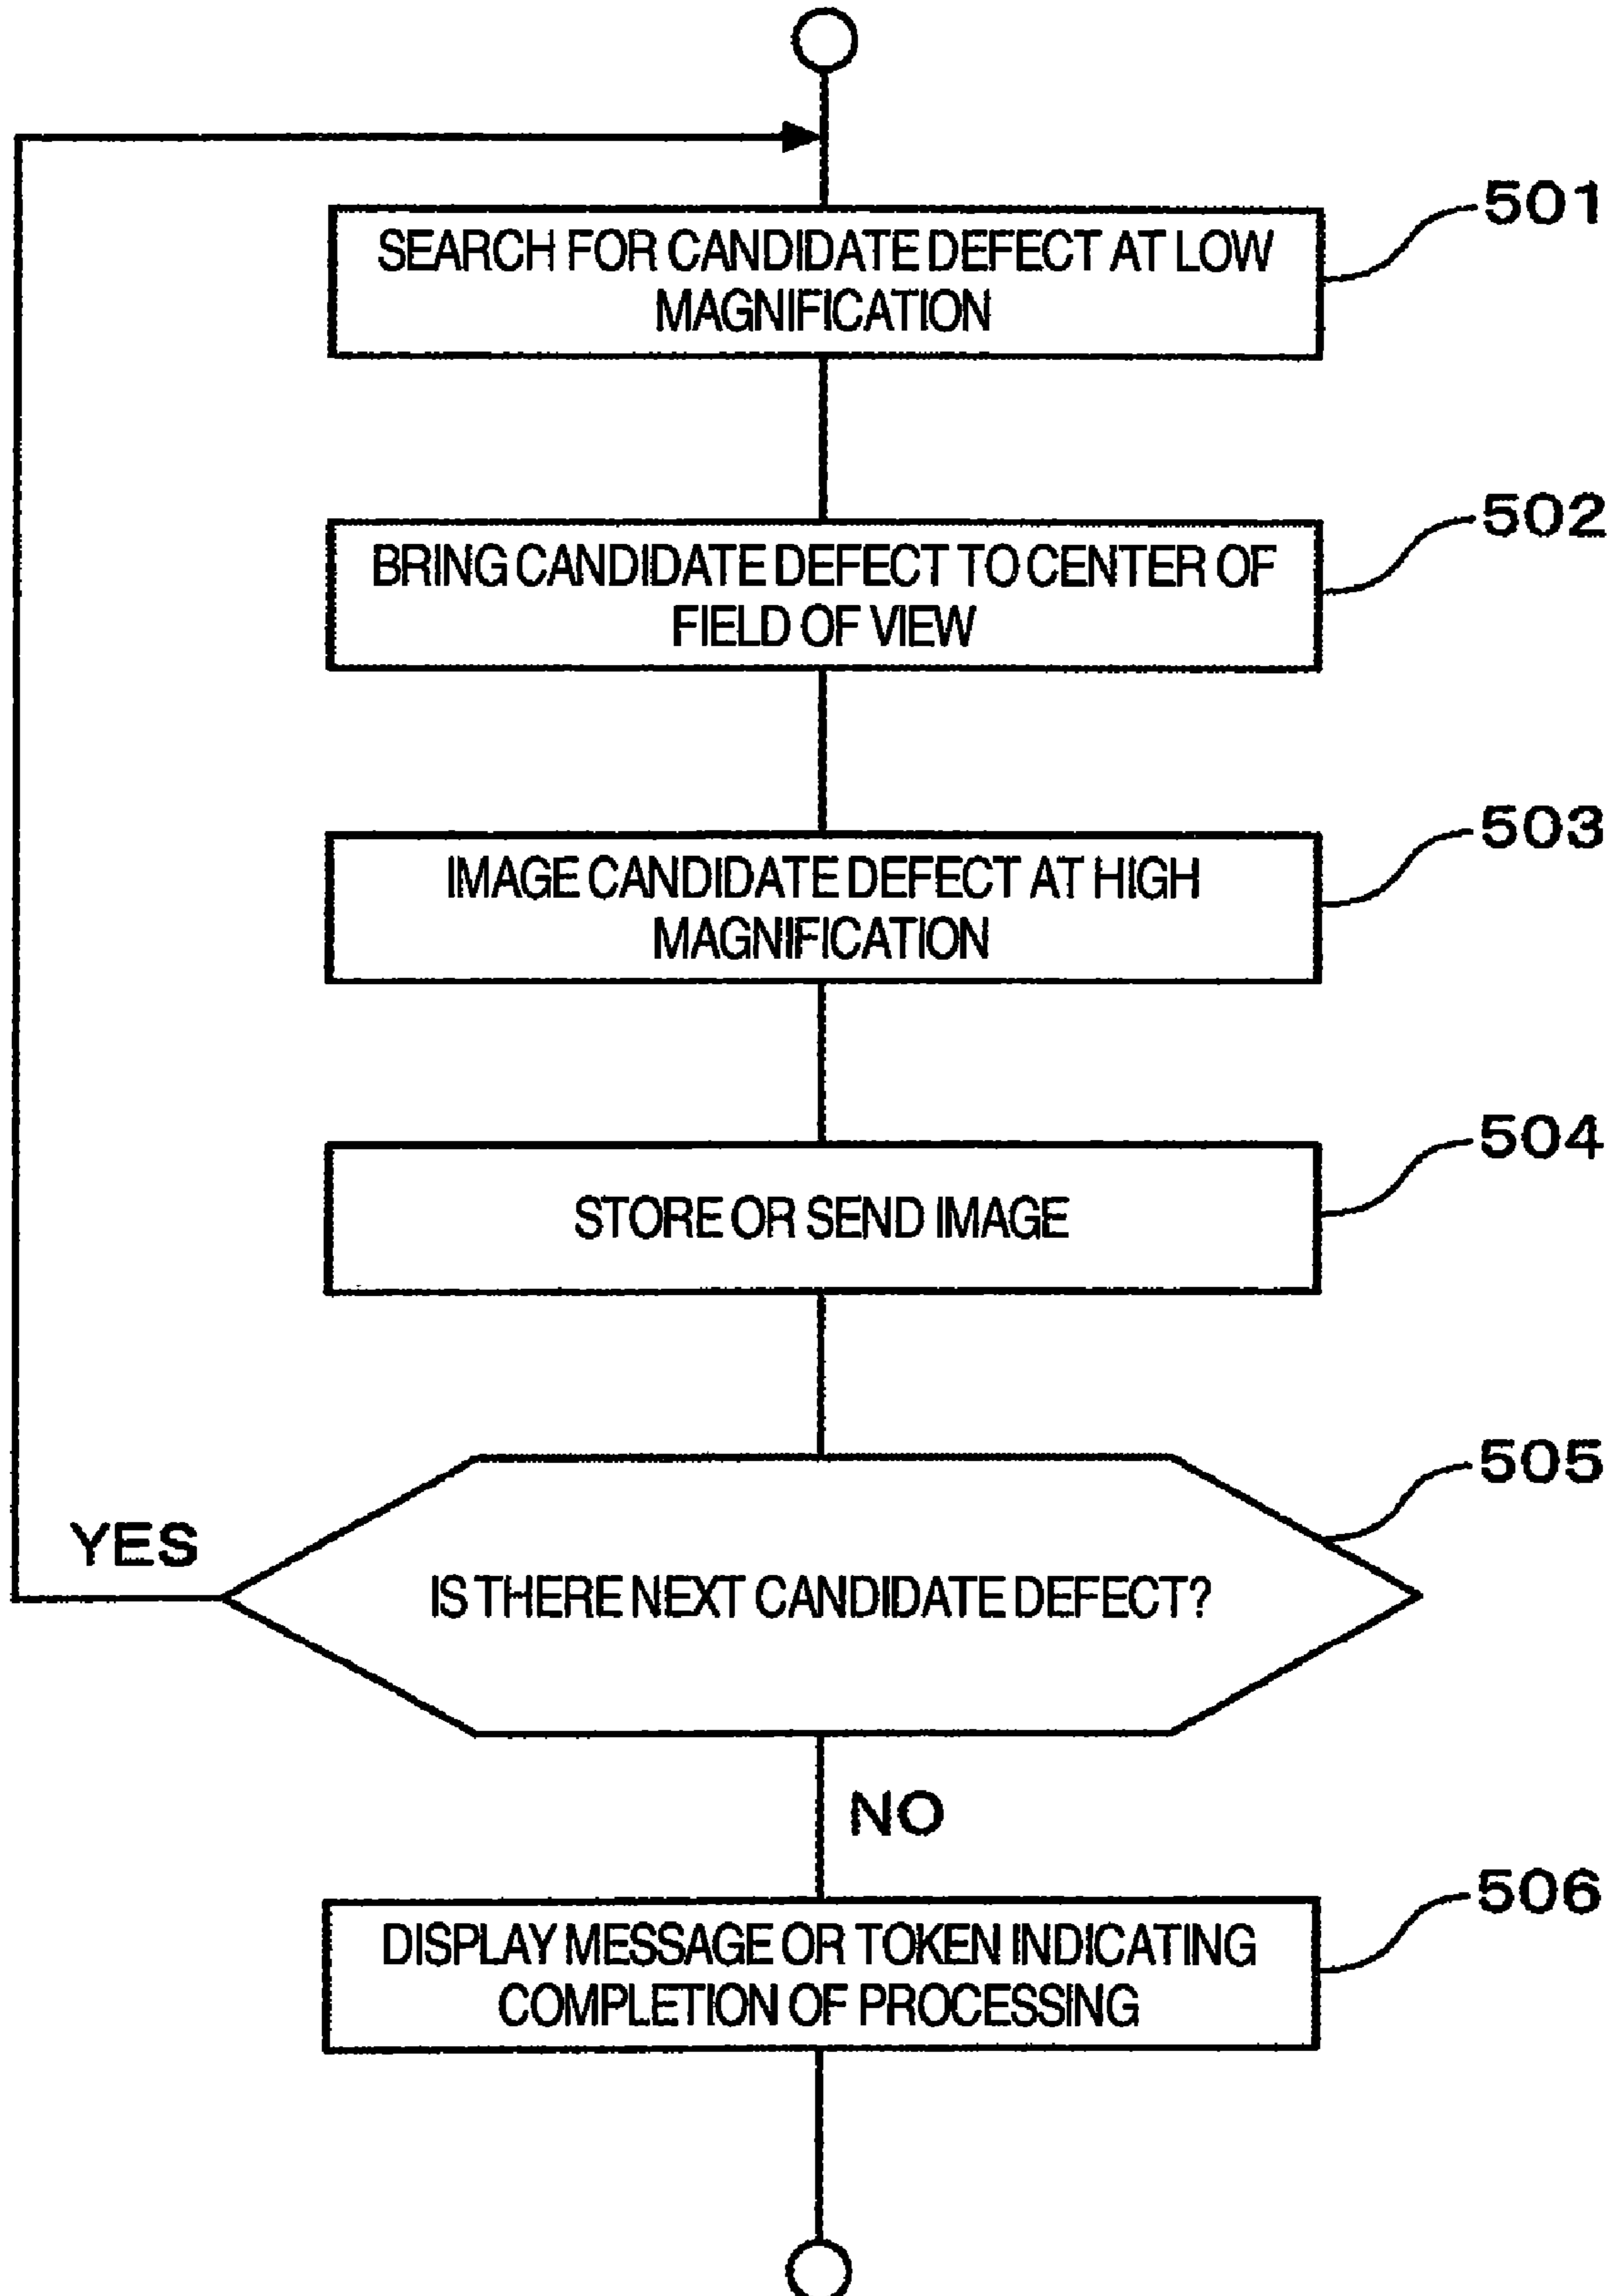 501
SEARCH FOR CANDIDATE DEFECT AT LOW
MAGNIFICATION
502
BRING CANDIDATE DEFECT TO CENTER OF
FIELD OF VIEW
503
IMAGE CANDIDATE DEFECT AT HIGH
MAGNIFICATION
504
STORE OR SEND IMAGE
505
YES
IS THERE NEXT CANDIDATE DEFECT?
NO
506
DISPLAY MESSAGE OR TOKEN INDICATING
COMPLETION OF PROCESSING